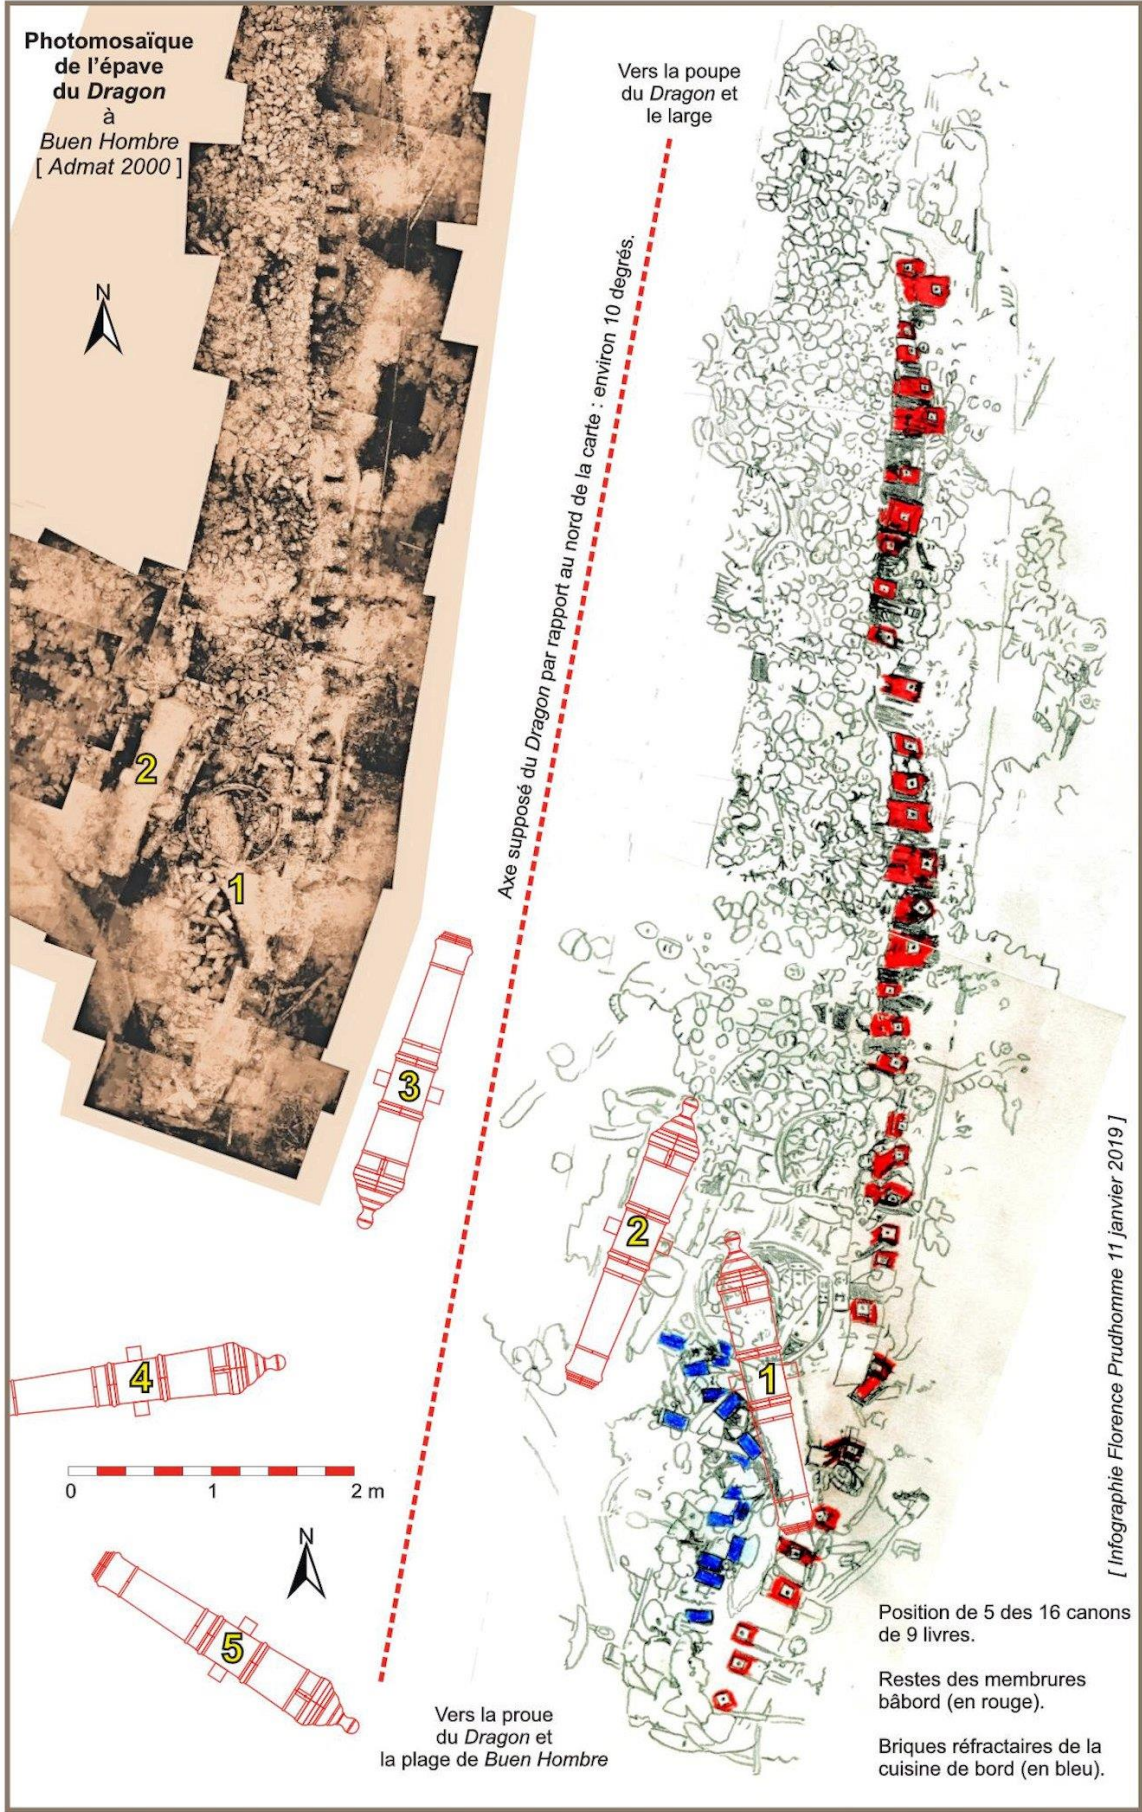 Photomosaïque
de l'épave
du Dragon
à
Buen Hombre
[ Admat 2000 ]
N
Vers la poupe
du Dragon et
le large
Axe supposé du Dragon par rapport au nord de la carte : environ 10 degrés.
2
1
3
2
1
4
0 1 2 m
N
5
Vers la proue
du Dragon et
la plage de Buen Hombre
[ Infographie Florence Prudhomme 11 janvier 2019 ]
Position de 5 des 16 canons
de 9 livres.
Restes des membrures
bâbord (en rouge).
Briques réfractaires de la
cuisine de bord (en bleu).